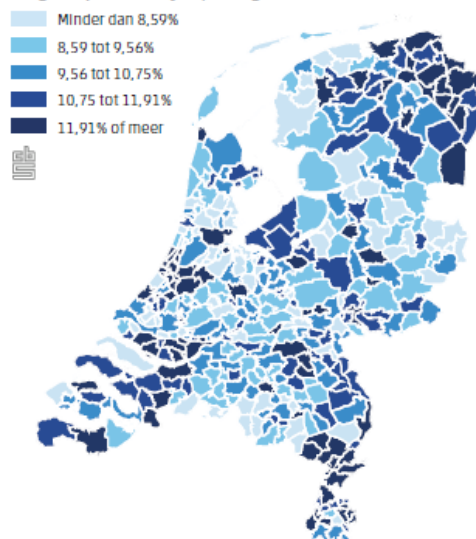 Minder dan 8,59%
8,59 tot 9,56%
9,56 tot 10,75%
10,75 tot 11,91%
11,91% of meer
cbs